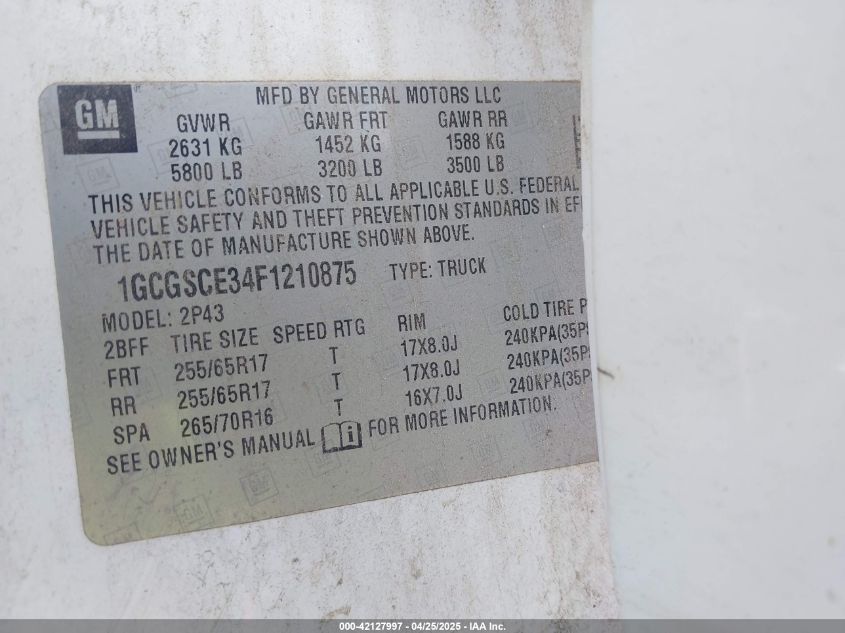 GM
MFD BY GENERAL MOTORS LLC
GVWR GAWR FRT GAWR RR
2631 KG 1452 KG 1588 KG
5800 LB 3200 LB 3500 LB
THIS VEHICLE CONFORMS TO ALL APPLICABLE U.S. FEDERAL
VEHICLE SAFETY AND THEFT PREVENTION STANDARDS IN EF
THE DATE OF MANUFACTURE SHOWN ABOVE.
1GCGSCE34F1210875 TYPE: TRUCK
MODEL: 2P43
2BFF TIRE SIZE SPEED RTG RIM COLD TIRE P
FRT 255/65R17 T 17X8.0J 240KPA(35PS
RR 255/65R17 T 17X8.0J 240KPA(35P
SPA 265/70R16 T 16X7.0J 240KPA(35P
SEE OWNER'S MANUAL FOR MORE INFORMATION.
000-42127997 - 04/25/2025 - IAA Inc.